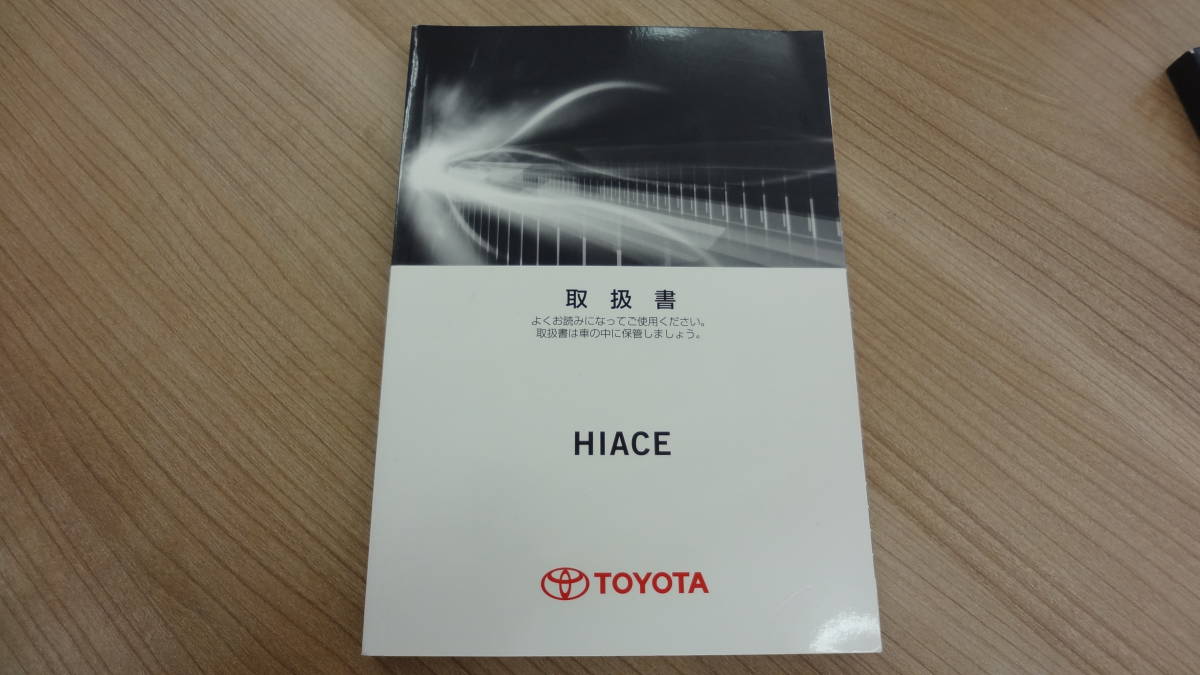 取扱書
よくお読みになってご使用ください。
取扱書は車の中に保管しましょう。
HIACE
TOYOTA